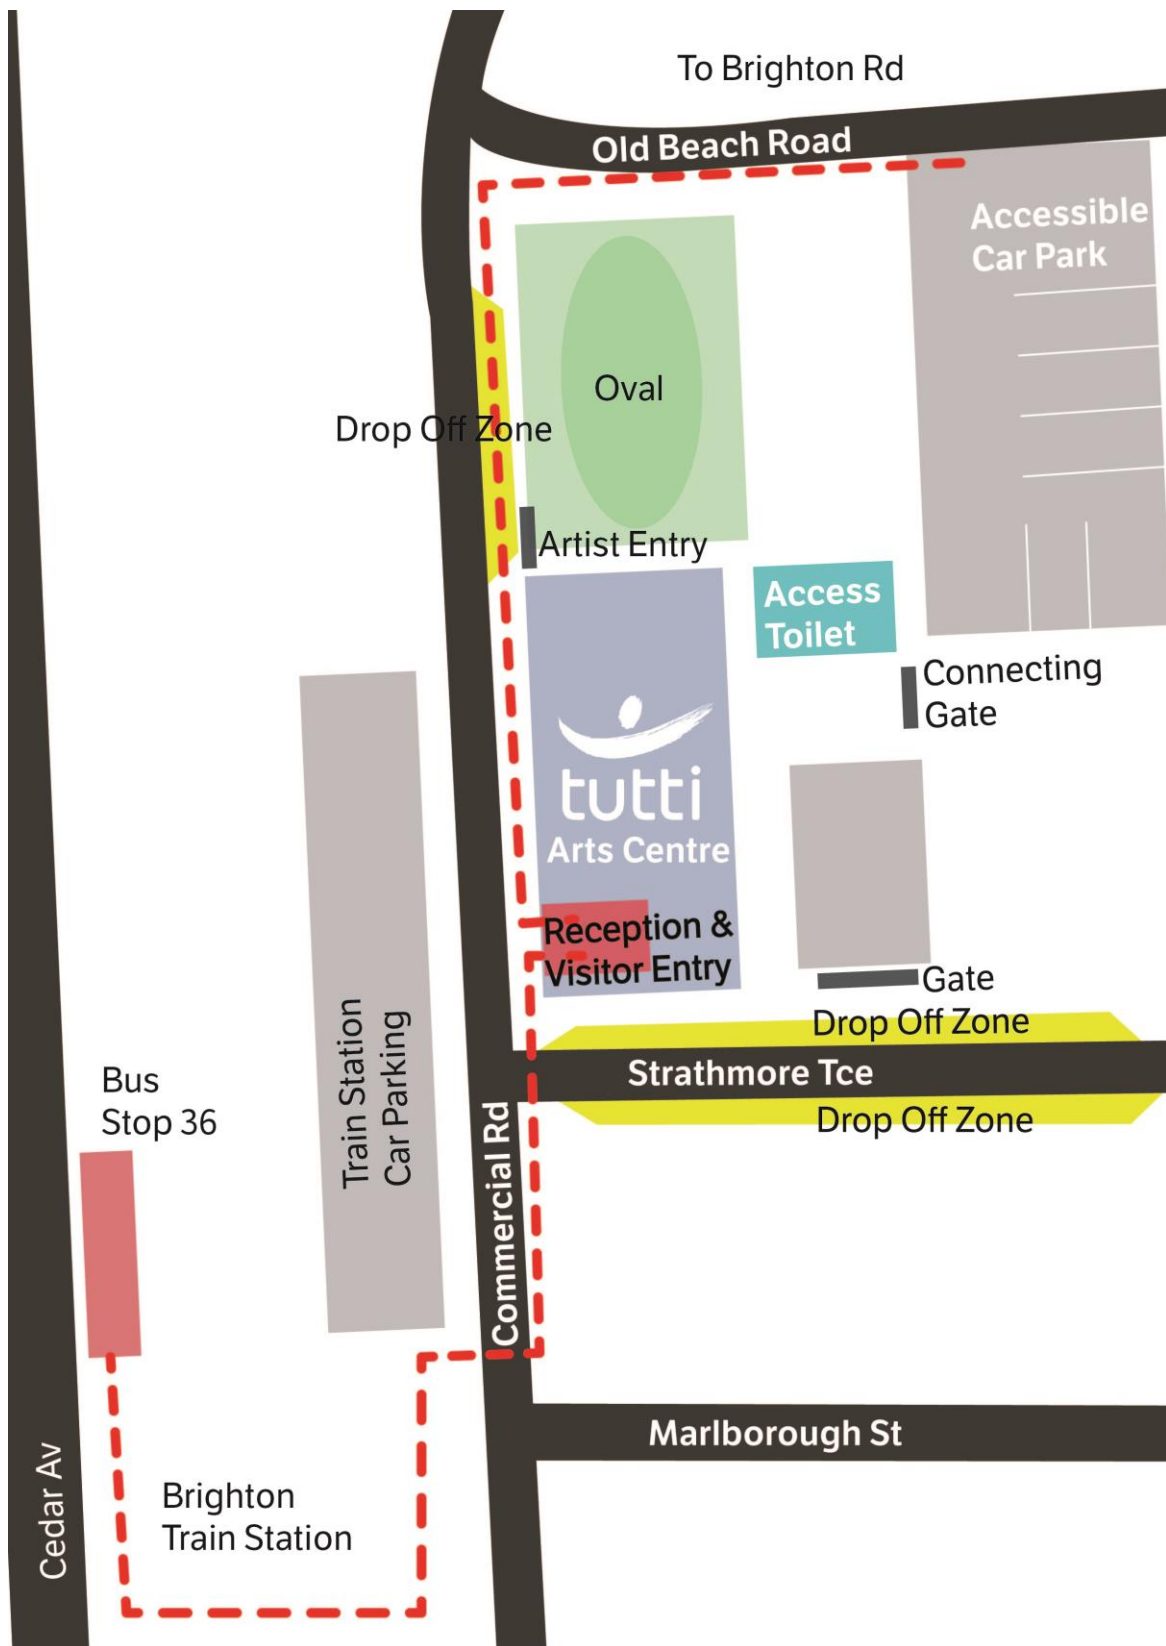 To Brighton Rd
Old Beach Road
Accessible
Car Park
Oval
Drop Off Zone
Artist Entry
Access
Toilet
Connecting
Gate
tutti
Arts Centre
Reception &
Visitor Entry
Gate
Drop Off Zone
Strathmore Tce
Drop Off Zone
Train Station
Car Parking
Bus
Stop 36
Commercial Rd
Marlborough St
Cedar Av
Brighton
Train Station